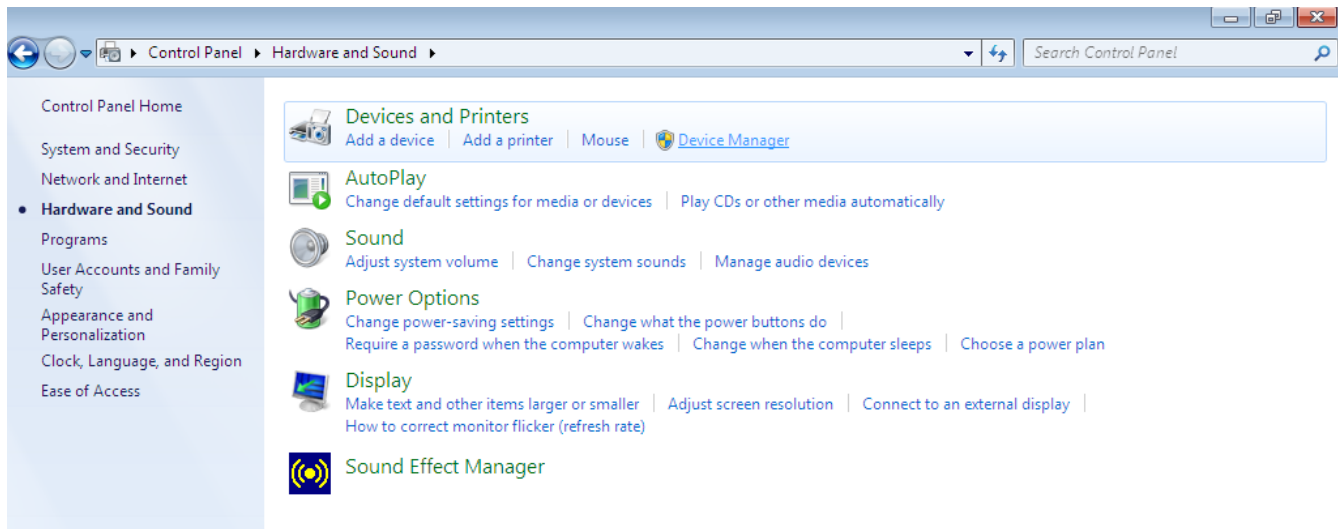 Control Panel Hardware and Sound
Search Control Panel
Control Panel Home
System and Security
Network and Internet
Hardware and Sound
Programs
User Accounts and Family
Safety
Appearance and
Personalization
Clock, Language, and Region
Ease of Access
Devices and Printers
Add a device Add a printer Mouse Device Manager
AutoPlay
Change default settings for media or devices Play CDs or other media automatically
Sound
Adjust system volume Change system sounds Manage audio devices
Power Options
Change power-saving settings Change what the power buttons do
Require a password when the computer wakes Change when the computer sleeps Choose a power plan
Display
Make text and other items larger or smaller Adjust screen resolution Connect to an external display
How to correct monitor flicker (refresh rate)
Sound Effect Manager